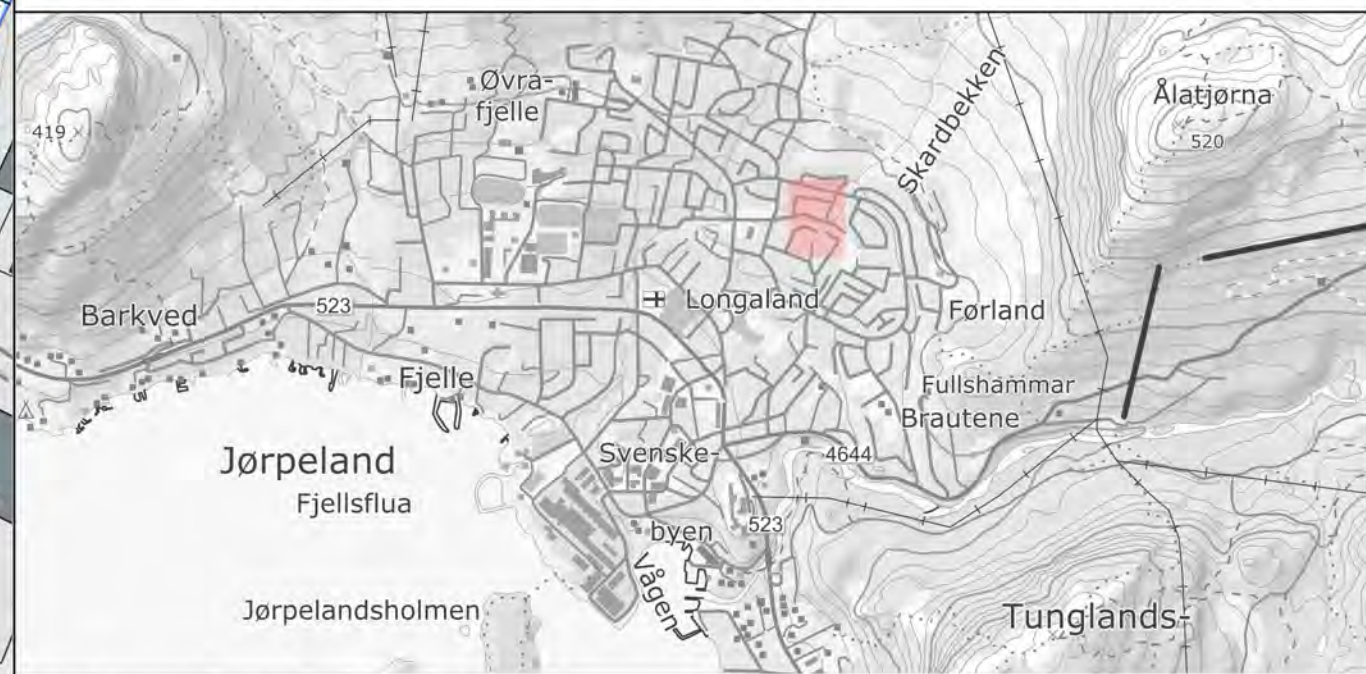 Øvra-
fjelle
Skardbekken
Ålatjørna
520
419
Barkved
523
Longaland
Førland
Fjelle
Fullshammar
Brautene
Jørpeland
Fjellsflua
Svenske-
byen
4644
523
Vågen
Jørpelandsholmen
Tunglands-